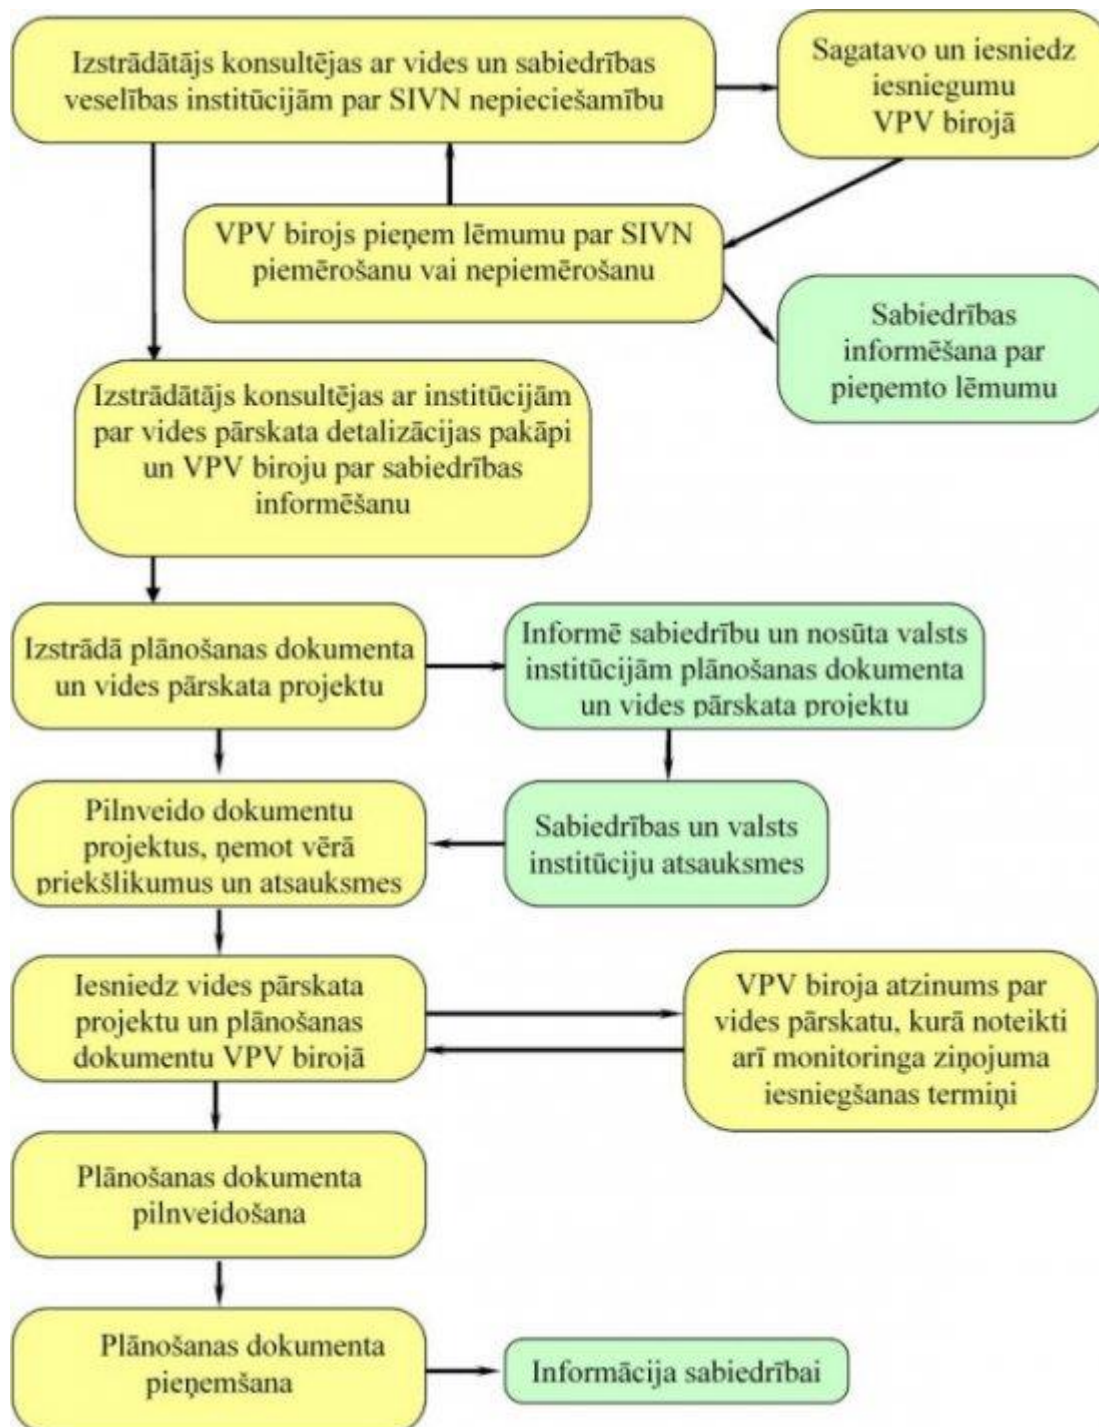 Izstrādātājs konsultējas ar vides un sabiedrības
veselības institūcijām par SIVN nepieciešamību
Sagatavo un iesniedz
iesniegumu
VPV birojā
VPV birojs pieņem lēmumu par SIVN
piemērošanu vai nepiemērošanu
Sabiedrības
informēšana par
pieņemto lēmumu
Izstrādātājs konsultējas ar institūcijām
par vides pārskata detalizācijas pakāpi
un VPV biroju par sabiedrības
informēšanu
Izstrādā plānošanas dokumenta
un vides pārskata projektu
Informē sabiedrību un nosūta valsts
institūcijām plānošanas dokumenta
un vides pārskata projektu
Pilnveido dokumentu
projektus, ņemot vērā
priekšlikumus un atsauksmes
Sabiedrības un valsts
institūciju atsauksmes
Iesniedz vides pārskata
projektu un plānošanas
dokumentu VPV birojā
VPV biroja atzinums par
vides pārskatu, kurā noteikti
arī monitoringa ziņojuma
iesniegšanas termiņi
Plānošanas dokumenta
pilnveidošana
Plānošanas dokumenta
pieņemšana
Informācija sabiedrībai